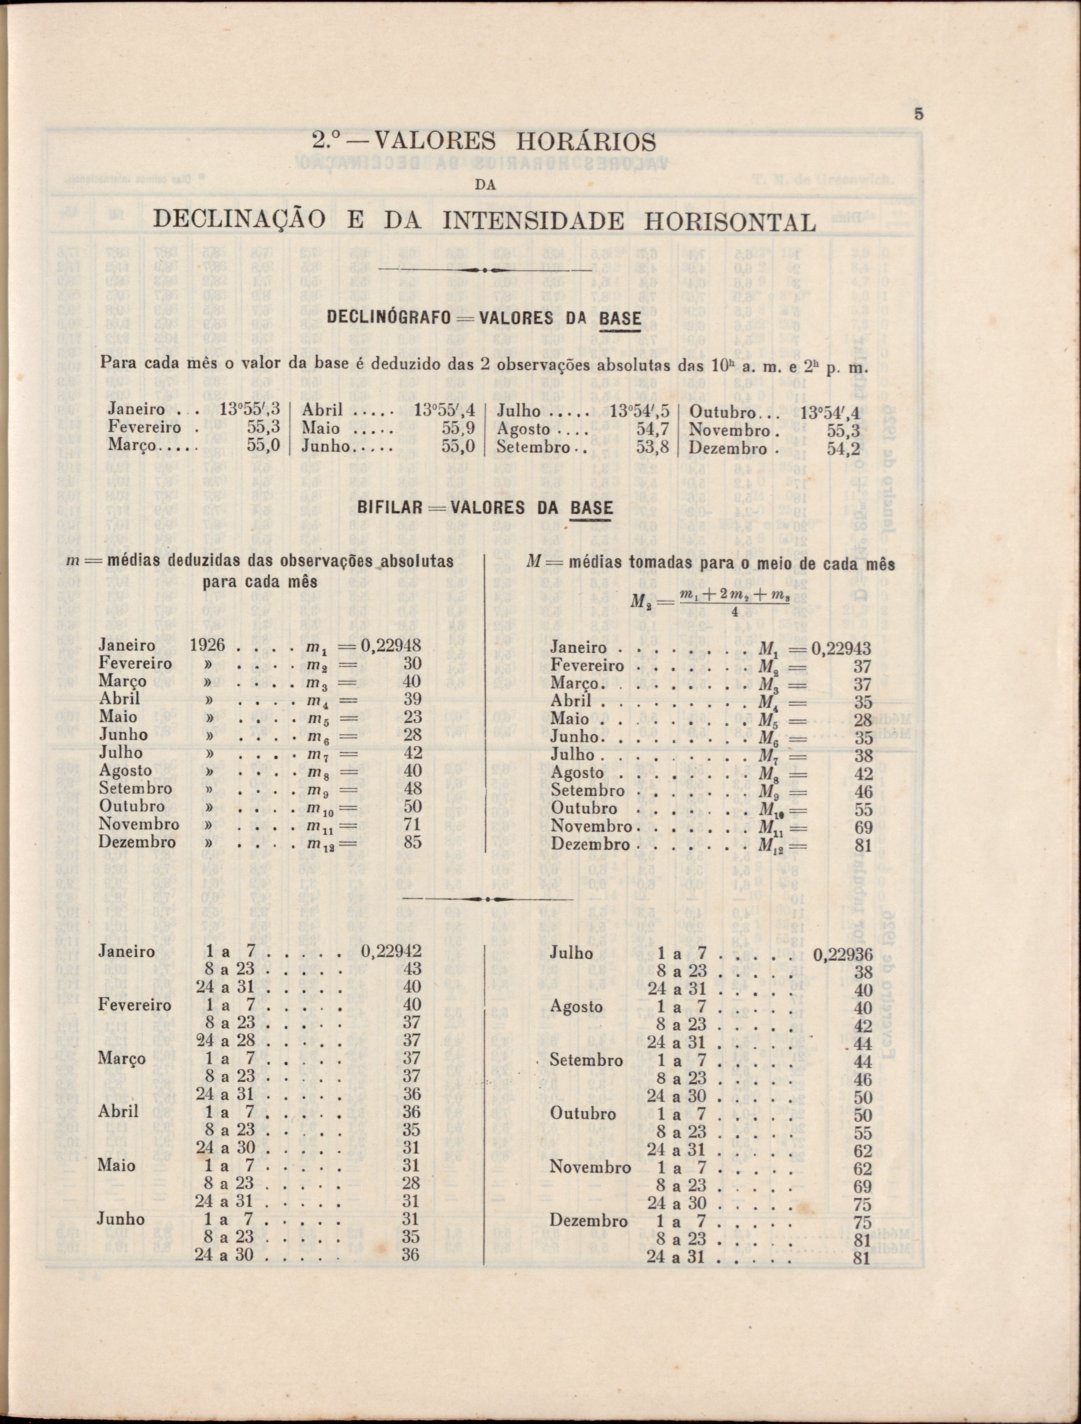 5
2.º — VALORES HORÁRIOS
DA
DECLINAÇÃO E DA INTENSIDADE HORISONTAL
DECLINÓGRAFO = VALORES DA BASE
Para cada mês o valor da base é deduzido das 2 observações absolutas das 10ʰ a. m. e 2ʰ p. m.
Janeiro . . 13º55′,3 | Abril ..... 13º55′,4 | Julho ..... 13º54′,5 | Outubro... 13º54′,4
Fevereiro . 55,3 | Maio ..... 55,9 | Agosto .... 54,7 | Novembro . 55,3
Março..... 55,0 | Junho..... 55,0 | Setembro .. 53,8 | Dezembro . 54,2
BIFILAR = VALORES DA BASE
m = médias deduzidas das observações absolutas
para cada mês
Janeiro 1926 . . . . m₁ = 0,22948
Fevereiro » . . . . m₂ = 30
Março » . . . . m₃ = 40
Abril » . . . . m₄ = 39
Maio » . . . . m₅ = 23
Junho » . . . . m₆ = 28
Julho » . . . . m₇ = 42
Agosto » . . . . m₈ = 40
Setembro » . . . . m₉ = 48
Outubro » . . . . m₁₀ = 50
Novembro » . . . . m₁₁ = 71
Dezembro » . . . . m₁₂ = 85
M = médias tomadas para o meio de cada mês
M₂ = (m₁ + 2 m₂ + m₃) / 4
Janeiro . . . . . . . . M₁ = 0,22943
Fevereiro . . . . . . . M₂ = 37
Março. . . . . . . . . M₃ = 37
Abril . . . . . . . . . M₄ = 35
Maio . . . . . . . . . M₅ = 28
Junho. . . . . . . . . M₆ = 35
Julho . . . . . . . . . M₇ = 38
Agosto . . . . . . . . M₈ = 42
Setembro . . . . . . . M₉ = 46
Outubro . . . . . . . M₁₀ = 55
Novembro. . . . . . . M₁₁ = 69
Dezembro . . . . . . . M₁₂ = 81
Janeiro 1 a 7 . . . . . 0,22942
8 a 23 . . . . . 43
24 a 31 . . . . . 40
Fevereiro 1 a 7 . . . . . 40
8 a 23 . . . . . 37
24 a 28 . . . . . 37
Março 1 a 7 . . . . . 37
8 a 23 . . . . . 37
24 a 31 . . . . . 36
Abril 1 a 7 . . . . . 36
8 a 23 . . . . . 35
24 a 30 . . . . . 31
Maio 1 a 7 . . . . . 31
8 a 23 . . . . . 28
24 a 31 . . . . . 31
Junho 1 a 7 . . . . . 31
8 a 23 . . . . . 35
24 a 30 . . . . . 36
Julho 1 a 7 . . . . . 0,22936
8 a 23 . . . . . 38
24 a 31 . . . . . 40
Agosto 1 a 7 . . . . . 40
8 a 23 . . . . . 42
24 a 31 . . . . . 44
Setembro 1 a 7 . . . . . 44
8 a 23 . . . . . 46
24 a 30 . . . . . 50
Outubro 1 a 7 . . . . . 50
8 a 23 . . . . . 55
24 a 31 . . . . . 62
Novembro 1 a 7 . . . . . 62
8 a 23 . . . . . 69
24 a 30 . . . . . 75
Dezembro 1 a 7 . . . . . 75
8 a 23 . . . . . 81
24 a 31 . . . . . 81